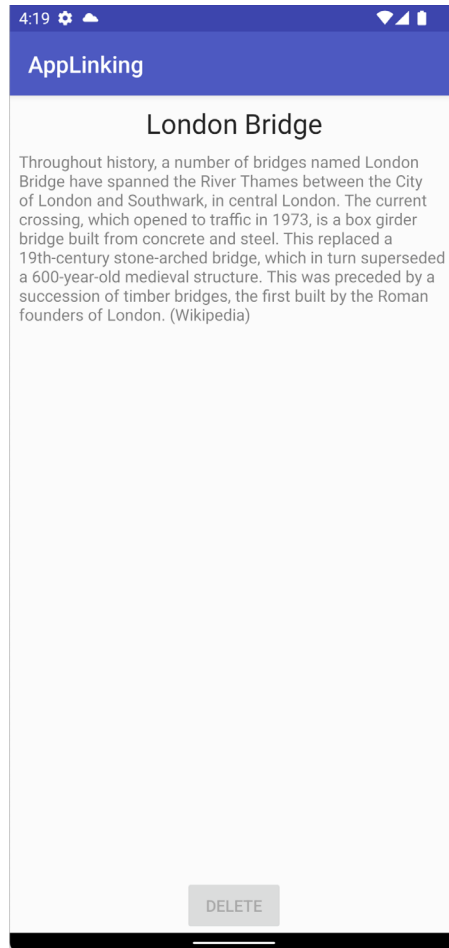 4:19
AppLinking
London Bridge
Throughout history, a number of bridges named London
Bridge have spanned the River Thames between the City
of London and Southwark, in central London. The current
crossing, which opened to traffic in 1973, is a box girder
bridge built from concrete and steel. This replaced a
19th-century stone-arched bridge, which in turn superseded
a 600-year-old medieval structure. This was preceded by a
succession of timber bridges, the first built by the Roman
founders of London. (Wikipedia)
DELETE